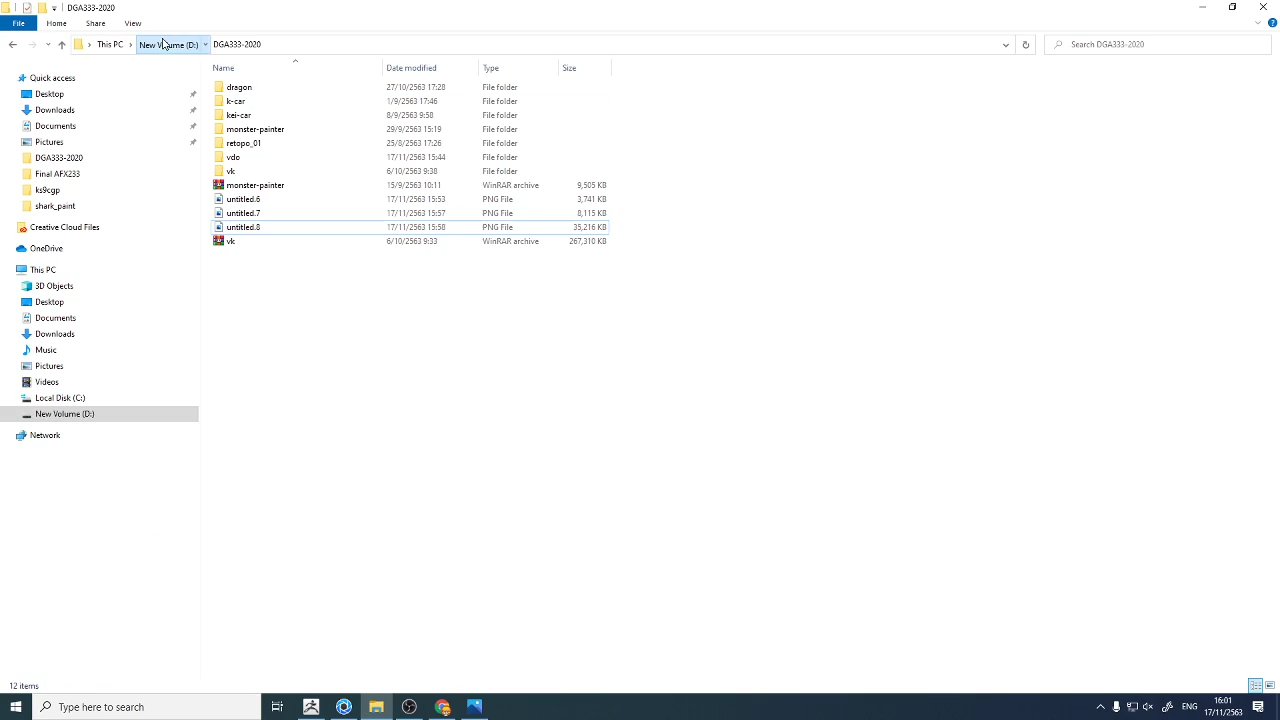 DGA333-2020
File Home Share View
This PC New Volume (D:) DGA333-2020 Search DGA333-2020
Name Date modified Type Size
Quick access
Desktop
Downloads
Documents
Pictures
DGA333-2020
Final AFX233
ks9cgp
shark_paint
Creative Cloud Files
OneDrive
This PC
3D Objects
Desktop
Documents
Downloads
Music
Pictures
Videos
Local Disk (C:)
New Volume (D:)
Network
dragon 27/10/2563 17:28 File folder
k-car 1/9/2563 17:46 File folder
kei-car 8/9/2563 9:58 File folder
monster-painter 29/9/2563 15:19 File folder
retopo_01 25/8/2563 17:26 File folder
vdo 17/11/2563 15:44 File folder
vk 6/10/2563 9:38 File folder
monster-painter 15/9/2563 10:11 WinRAR archive 9,505 KB
untitled.6 17/11/2563 15:53 PNG File 3,741 KB
untitled.7 17/11/2563 15:57 PNG File 8,115 KB
untitled.8 17/11/2563 15:58 PNG File 35,216 KB
vk 6/10/2563 9:33 WinRAR archive 267,310 KB
12 items
Type here to search
ENG
16:01
17/11/2563